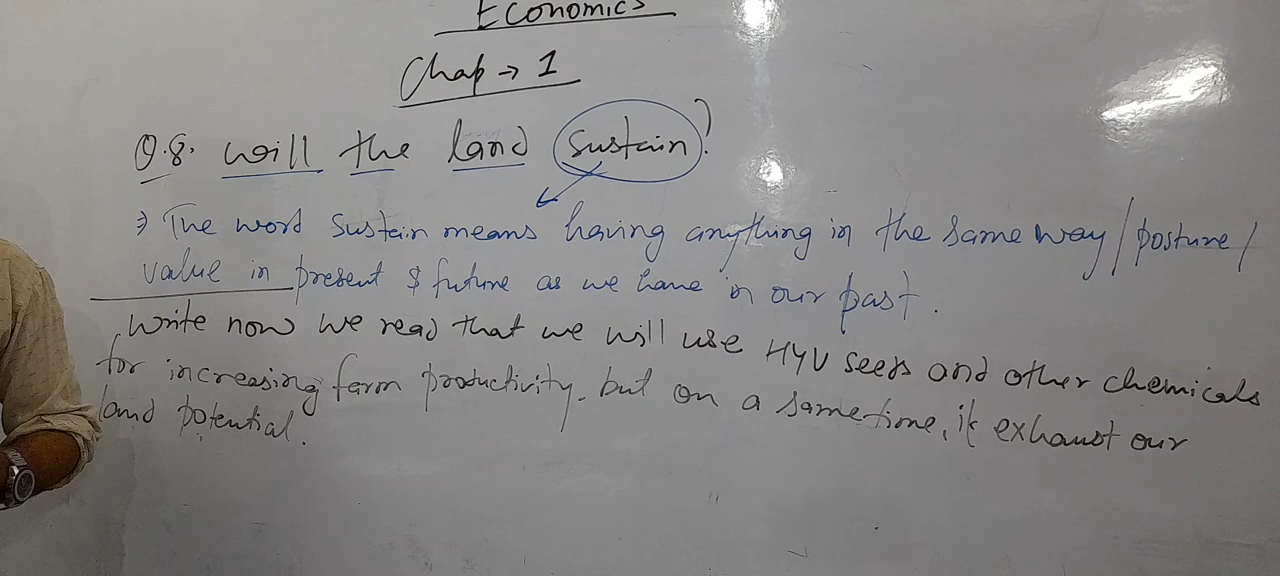 Economics
Chap → 1
Q.8. will the land sustain?
⇒ The word sustain means having anything in the same way/posture/
value in present & future as we have in our past.
Write now we read that we will use HYV seeds and other chemicals
for increasing farm productivity. but on a same time, it exhaust our
land potential.